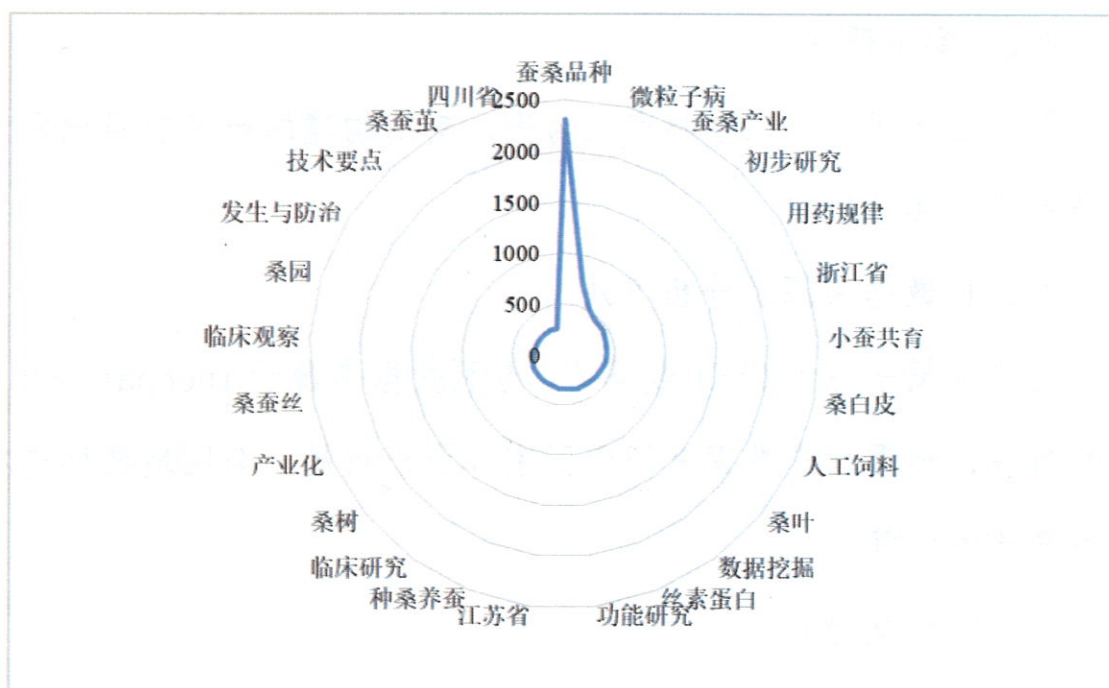 蚕桑品种
微粒子病
蚕桑产业
初步研究
用药规律
浙江省
小蚕共育
桑白皮
人工饲料
桑叶
数据挖掘
丝素蛋白
功能研究
江苏省
种桑养蚕
临床研究
桑树
产业化
桑蚕丝
临床观察
桑园
发生与防治
技术要点
桑蚕茧
四川省
2500
2000
1500
1000
500
0